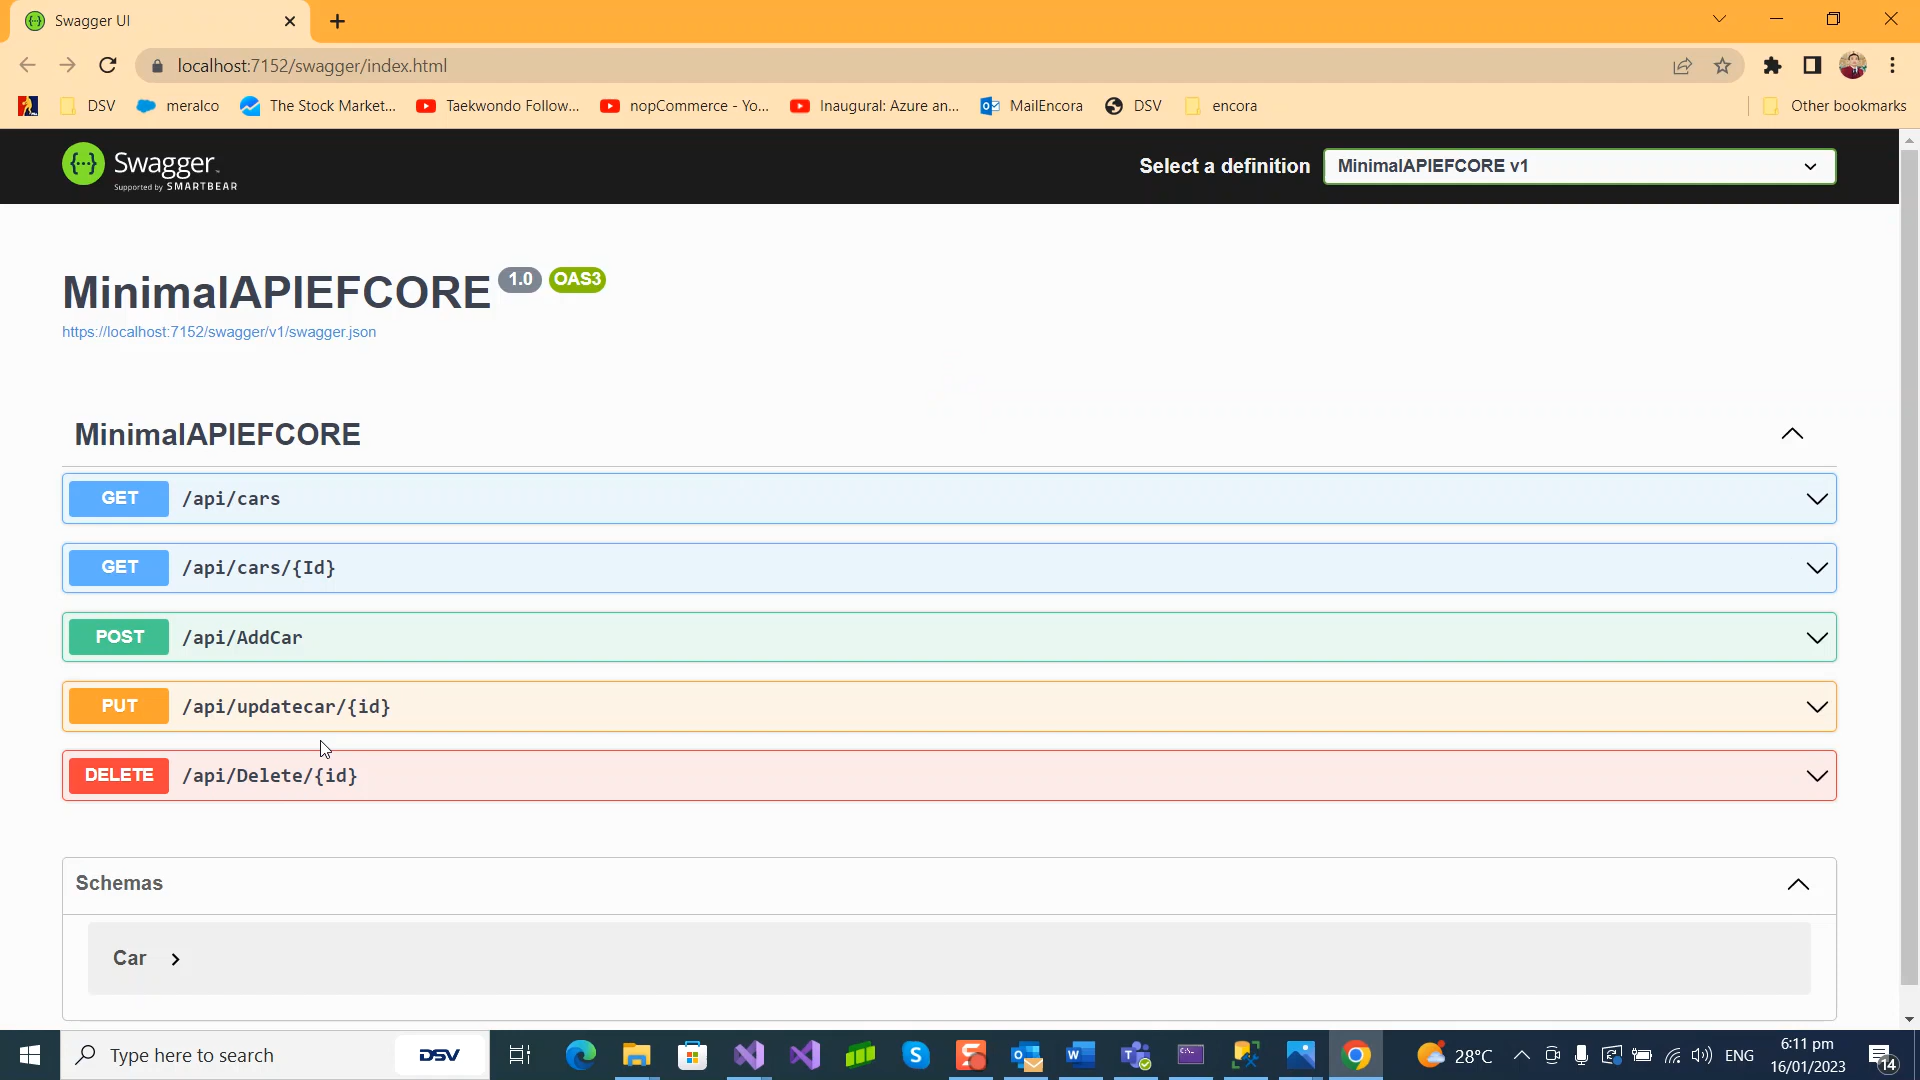 Swagger UI
localhost:7152/swagger/index.html
DSV
meralco
The Stock Market...
Taekwondo Follow...
nopCommerce - Yo...
Inaugural: Azure an...
MailEncora
DSV
encora
Other bookmarks
Swagger
Supported by SMARTBEAR
Select a definition
MinimalAPIEFCORE v1
MinimalAPIEFCORE 1.0 OAS3
https://localhost:7152/swagger/v1/swagger.json
MinimalAPIEFCORE
GET /api/cars
GET /api/cars/{Id}
POST /api/AddCar
PUT /api/updatecar/{id}
DELETE /api/Delete/{id}
Schemas
Car
Type here to search
DSV
28°C
ENG
6:11 pm
16/01/2023
14